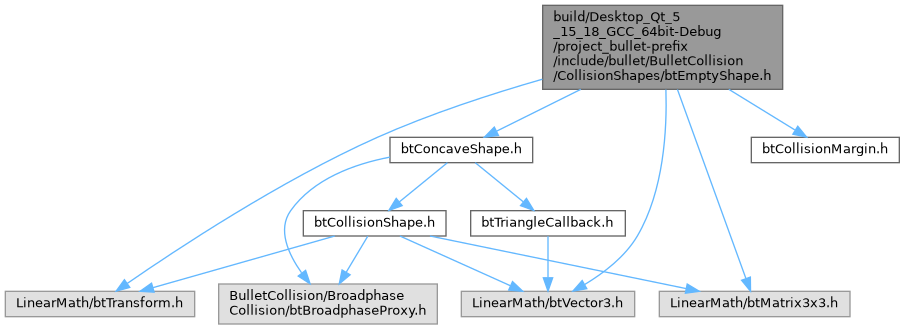 build/Desktop_Qt_5
_15_18_GCC_64bit-Debug
/project_bullet-prefix
/include/bullet/BulletCollision
/CollisionShapes/btEmptyShape.h
btConcaveShape.h
btCollisionMargin.h
btCollisionShape.h
btTriangleCallback.h
LinearMath/btTransform.h
BulletCollision/Broadphase
Collision/btBroadphaseProxy.h
LinearMath/btVector3.h
LinearMath/btMatrix3x3.h